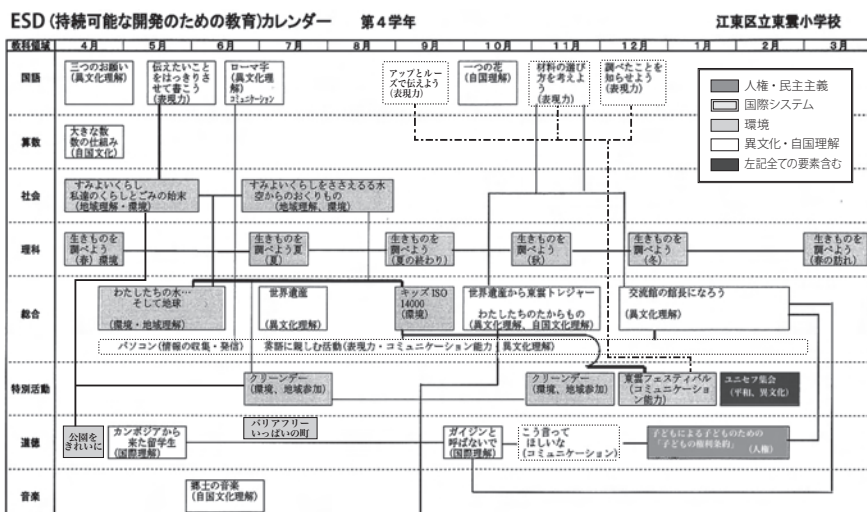 ESD (持続可能な開発のための教育)カレンダー 第4学年 江東区立東雲小学校
教科領域 4月 5月 6月 7月 8月 9月 10月 11月 12月 1月 2月 3月
国語
三つのお願い
(異文化理解)
伝えたいこと
をはっきりさ
せて書こう
(表現力)
ローマ字
(異文化理
解)
コミュニケーション
アップとルー
ズで伝えよう
(表現力)
一つの花
(自国理解)
材料の選び
方を考えよ
う
(表現力)
調べたことを
知らせよう
(表現力)
人権・民主主義
国際システム
環境
異文化・自国理解
左記全ての要素含む
算数
大きな数
数の仕組み
(自国文化)
社会
すみよいくらし
私達のくらしとごみの始末
(地域理解・環境)
すみよいくらしをささえるる水
空からのおくりもの
(地域理解、環境)
理科
生きものを
調べよう
(春)環境
生きものを
調べよう夏
(夏)
生きものを
調べよう
(夏の終わり)
生きものを
調べよう
(秋)
生きものを
調べよう
(冬)
生きものを
調べよう
(春の訪れ)
総合
わたしたちの水…
そして地球
(環境・地域理解)
世界遺産
(異文化理解)
キッズISO
14000
(環境)
世界遺産から東雲トレジャー
わたしたちのたからもの
(異文化理解、自国文化理解)
交流館の館長になろう
(異文化理解)
パソコン(情報の収集・発信) 英語に親しむ活動(表現力・コミュニケーション能力)(異文化理解)
特別活動
クリーンデー
(環境、地域参加)
クリーンデー
(環境、地域参加)
東雲フェスティバル
(コミュニケーショ
ン能力)
ユニセフ集会
(平和、異文化)
道徳
公園を
きれいに
カンボジアから
来た留学生
(国際理解)
バリアフリー
いっぱいの町
ガイジンと
呼ばないで
(国際理解)
こう言って
ほしいな
(コミュニケーション)
子どもによる子どものための
「子どもの権利条約」
(人権)
音楽
郷土の音楽
(自国文化理解)